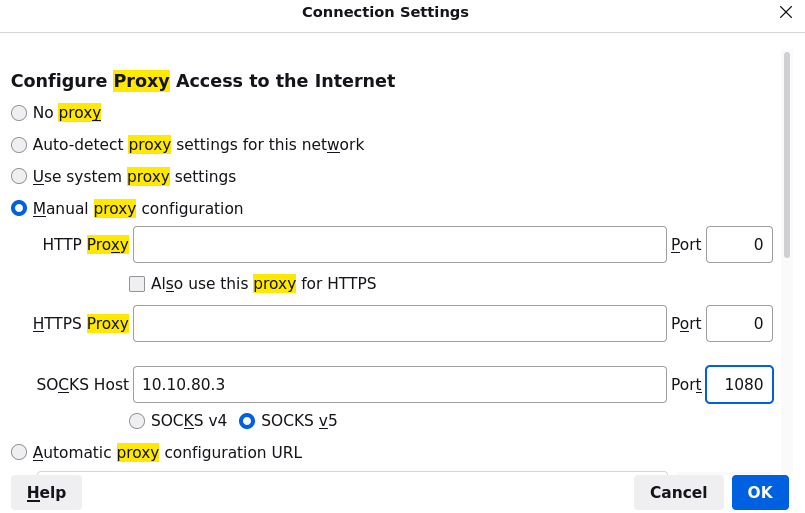 Connection Settings
Configure Proxy Access to the Internet
No proxy
Auto-detect proxy settings for this network
Use system proxy settings
Manual proxy configuration
HTTP Proxy Port 0
Also use this proxy for HTTPS
HTTPS Proxy Port 0
SOCKS Host 10.10.80.3 Port 1080
SOCKS v4 SOCKS v5
Automatic proxy configuration URL
Help Cancel OK